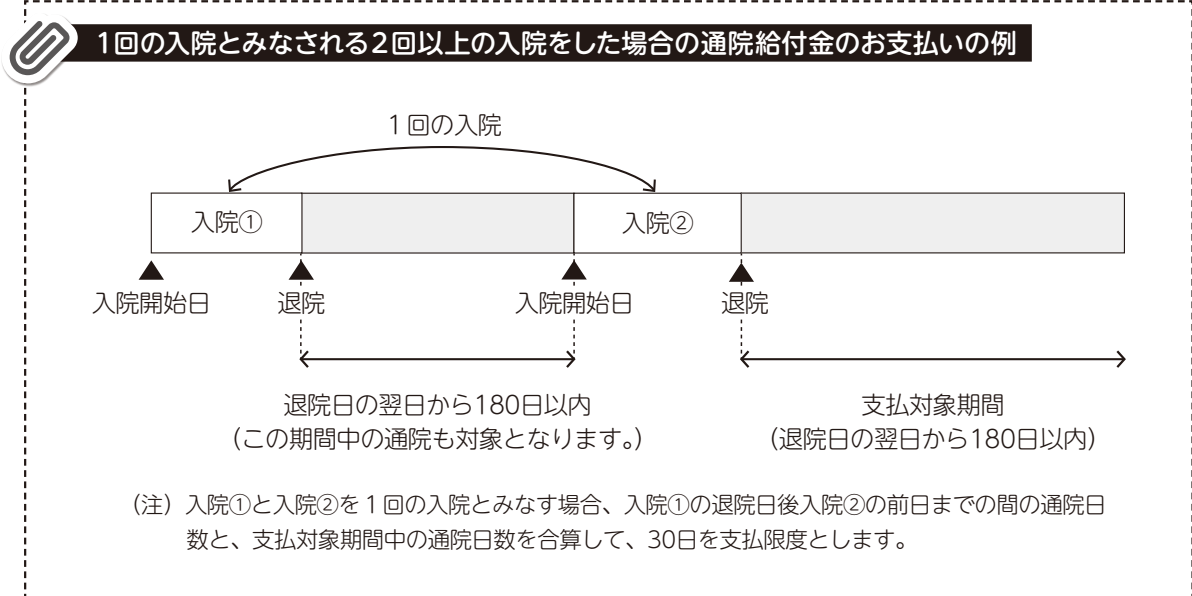 1回の入院とみなされる2回以上の入院をした場合の通院給付金のお支払いの例
1回の入院
入院①
入院②
入院開始日
退院
入院開始日
退院
退院日の翌日から180日以内
（この期間中の通院も対象となります。）
支払対象期間
（退院日の翌日から180日以内）
（注）入院①と入院②を1回の入院とみなす場合、入院①の退院日後入院②の前日までの間の通院日
数と、支払対象期間中の通院日数を合算して、30日を支払限度とします。